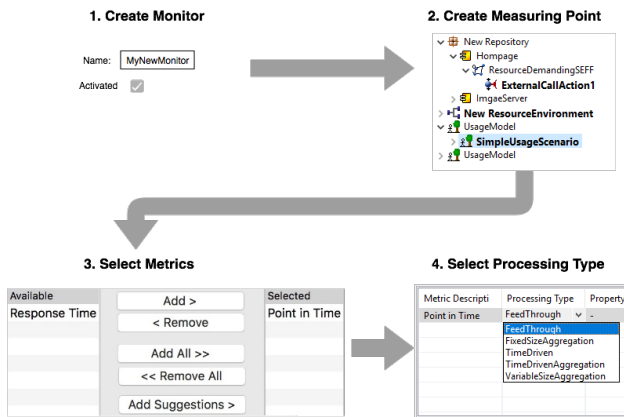 1. Create Monitor
Name: MyNewMonitor
Activated
2. Create Measuring Point
New Repository
Hompage
ResourceDemandingSEFF
ExternalCallAction1
ImgaeServer
New ResourceEnvironment
UsageModel
SimpleUsageScenario
UsageModel
3. Select Metrics
Available
Response Time
Add >
< Remove
Add All >>
<< Remove All
Add Suggestions >
Selected
Point in Time
4. Select Processing Type
Metric Descripti Processing Type Property
Point in Time FeedThrough -
FeedThrough
FixedSizeAggregation
TimeDriven
TimeDrivenAggregation
VariableSizeAggregation